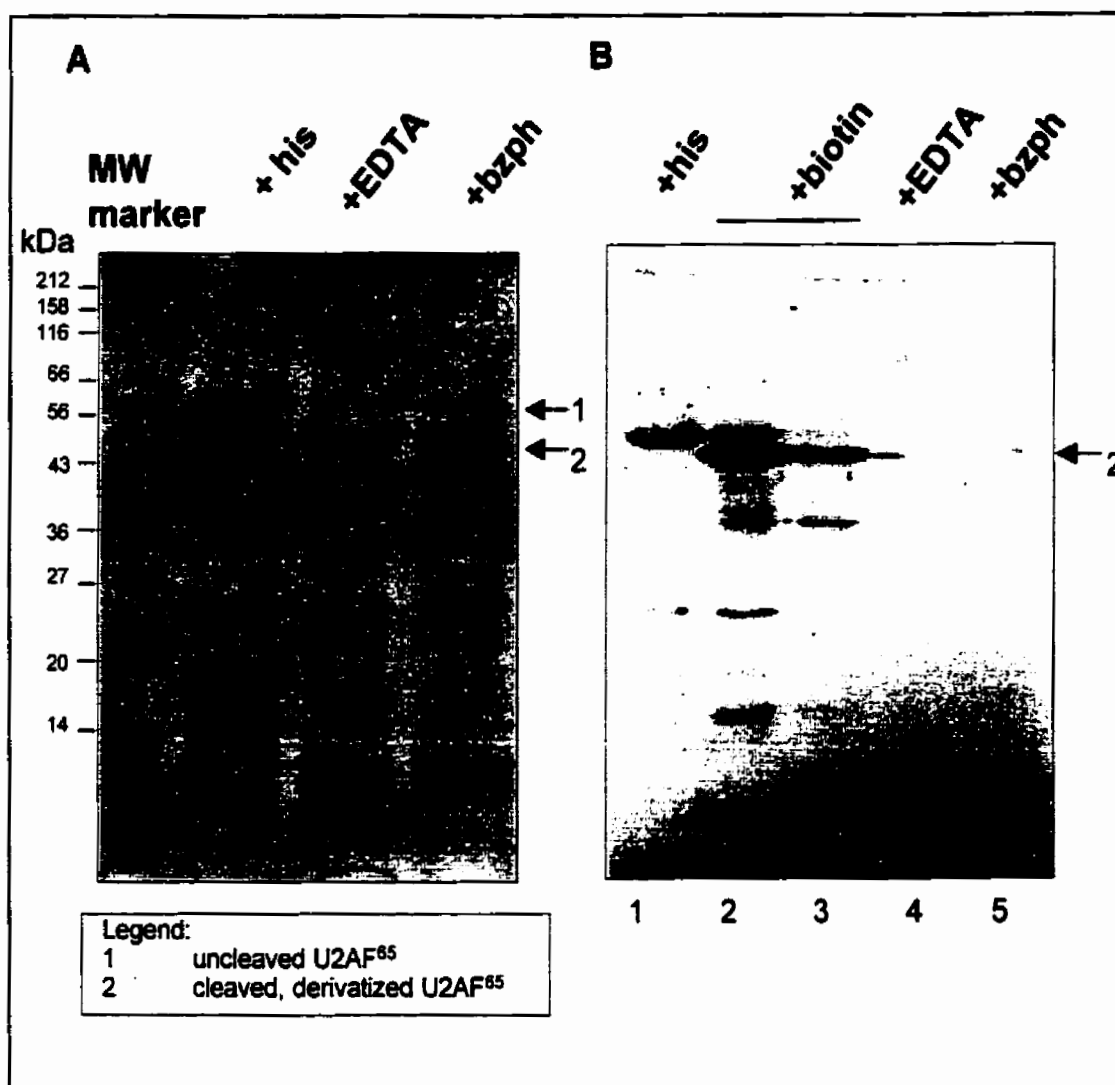 A
MW
marker
kDa
+ his
+EDTA
+bzph
212
158
116
66
56
43
36
27
20
14
1
2
B
+his
+biotin
+EDTA
+bzph
2
1 2 3 4 5
Legend:
1 uncleaved U2AF⁶⁵
2 cleaved, derivatized U2AF⁶⁵